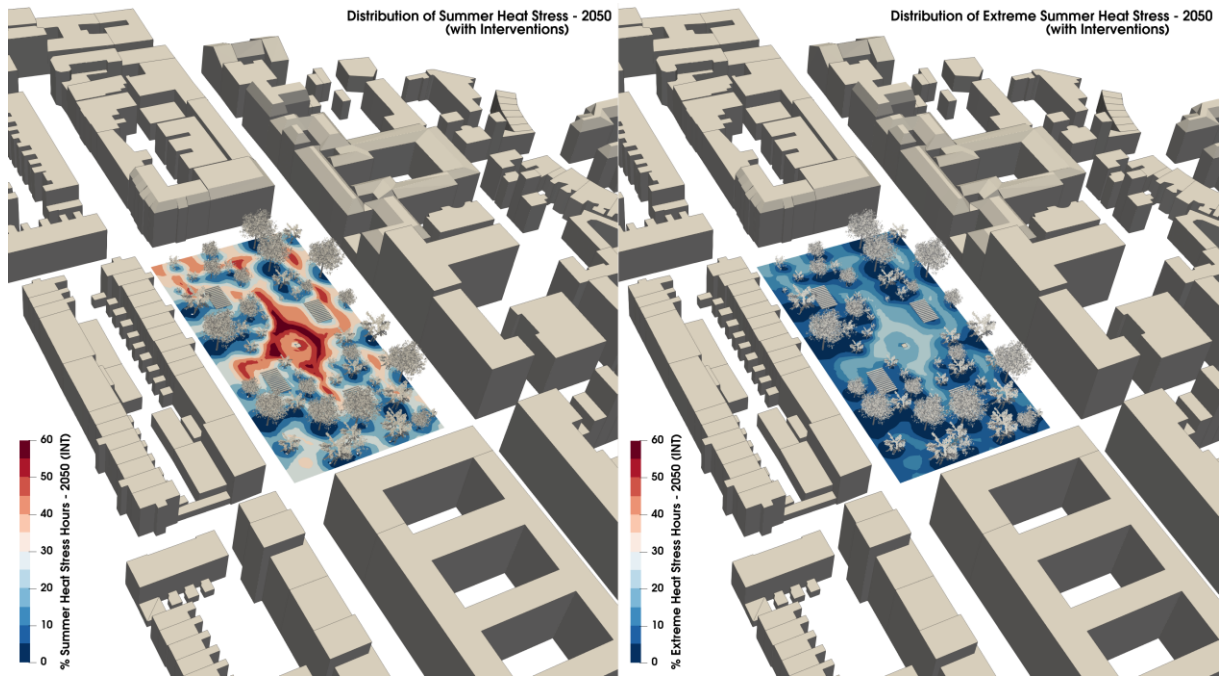 Distribution of Summer Heat Stress - 2050
(with Interventions)
60
50
40
30
20
10
0
% Summer Heat Stress Hours - 2050 (INT)
Distribution of Extreme Summer Heat Stress - 2050
(with Interventions)
60
50
40
30
20
10
0
% Extreme Heat Stress Hours - 2050 (INT)